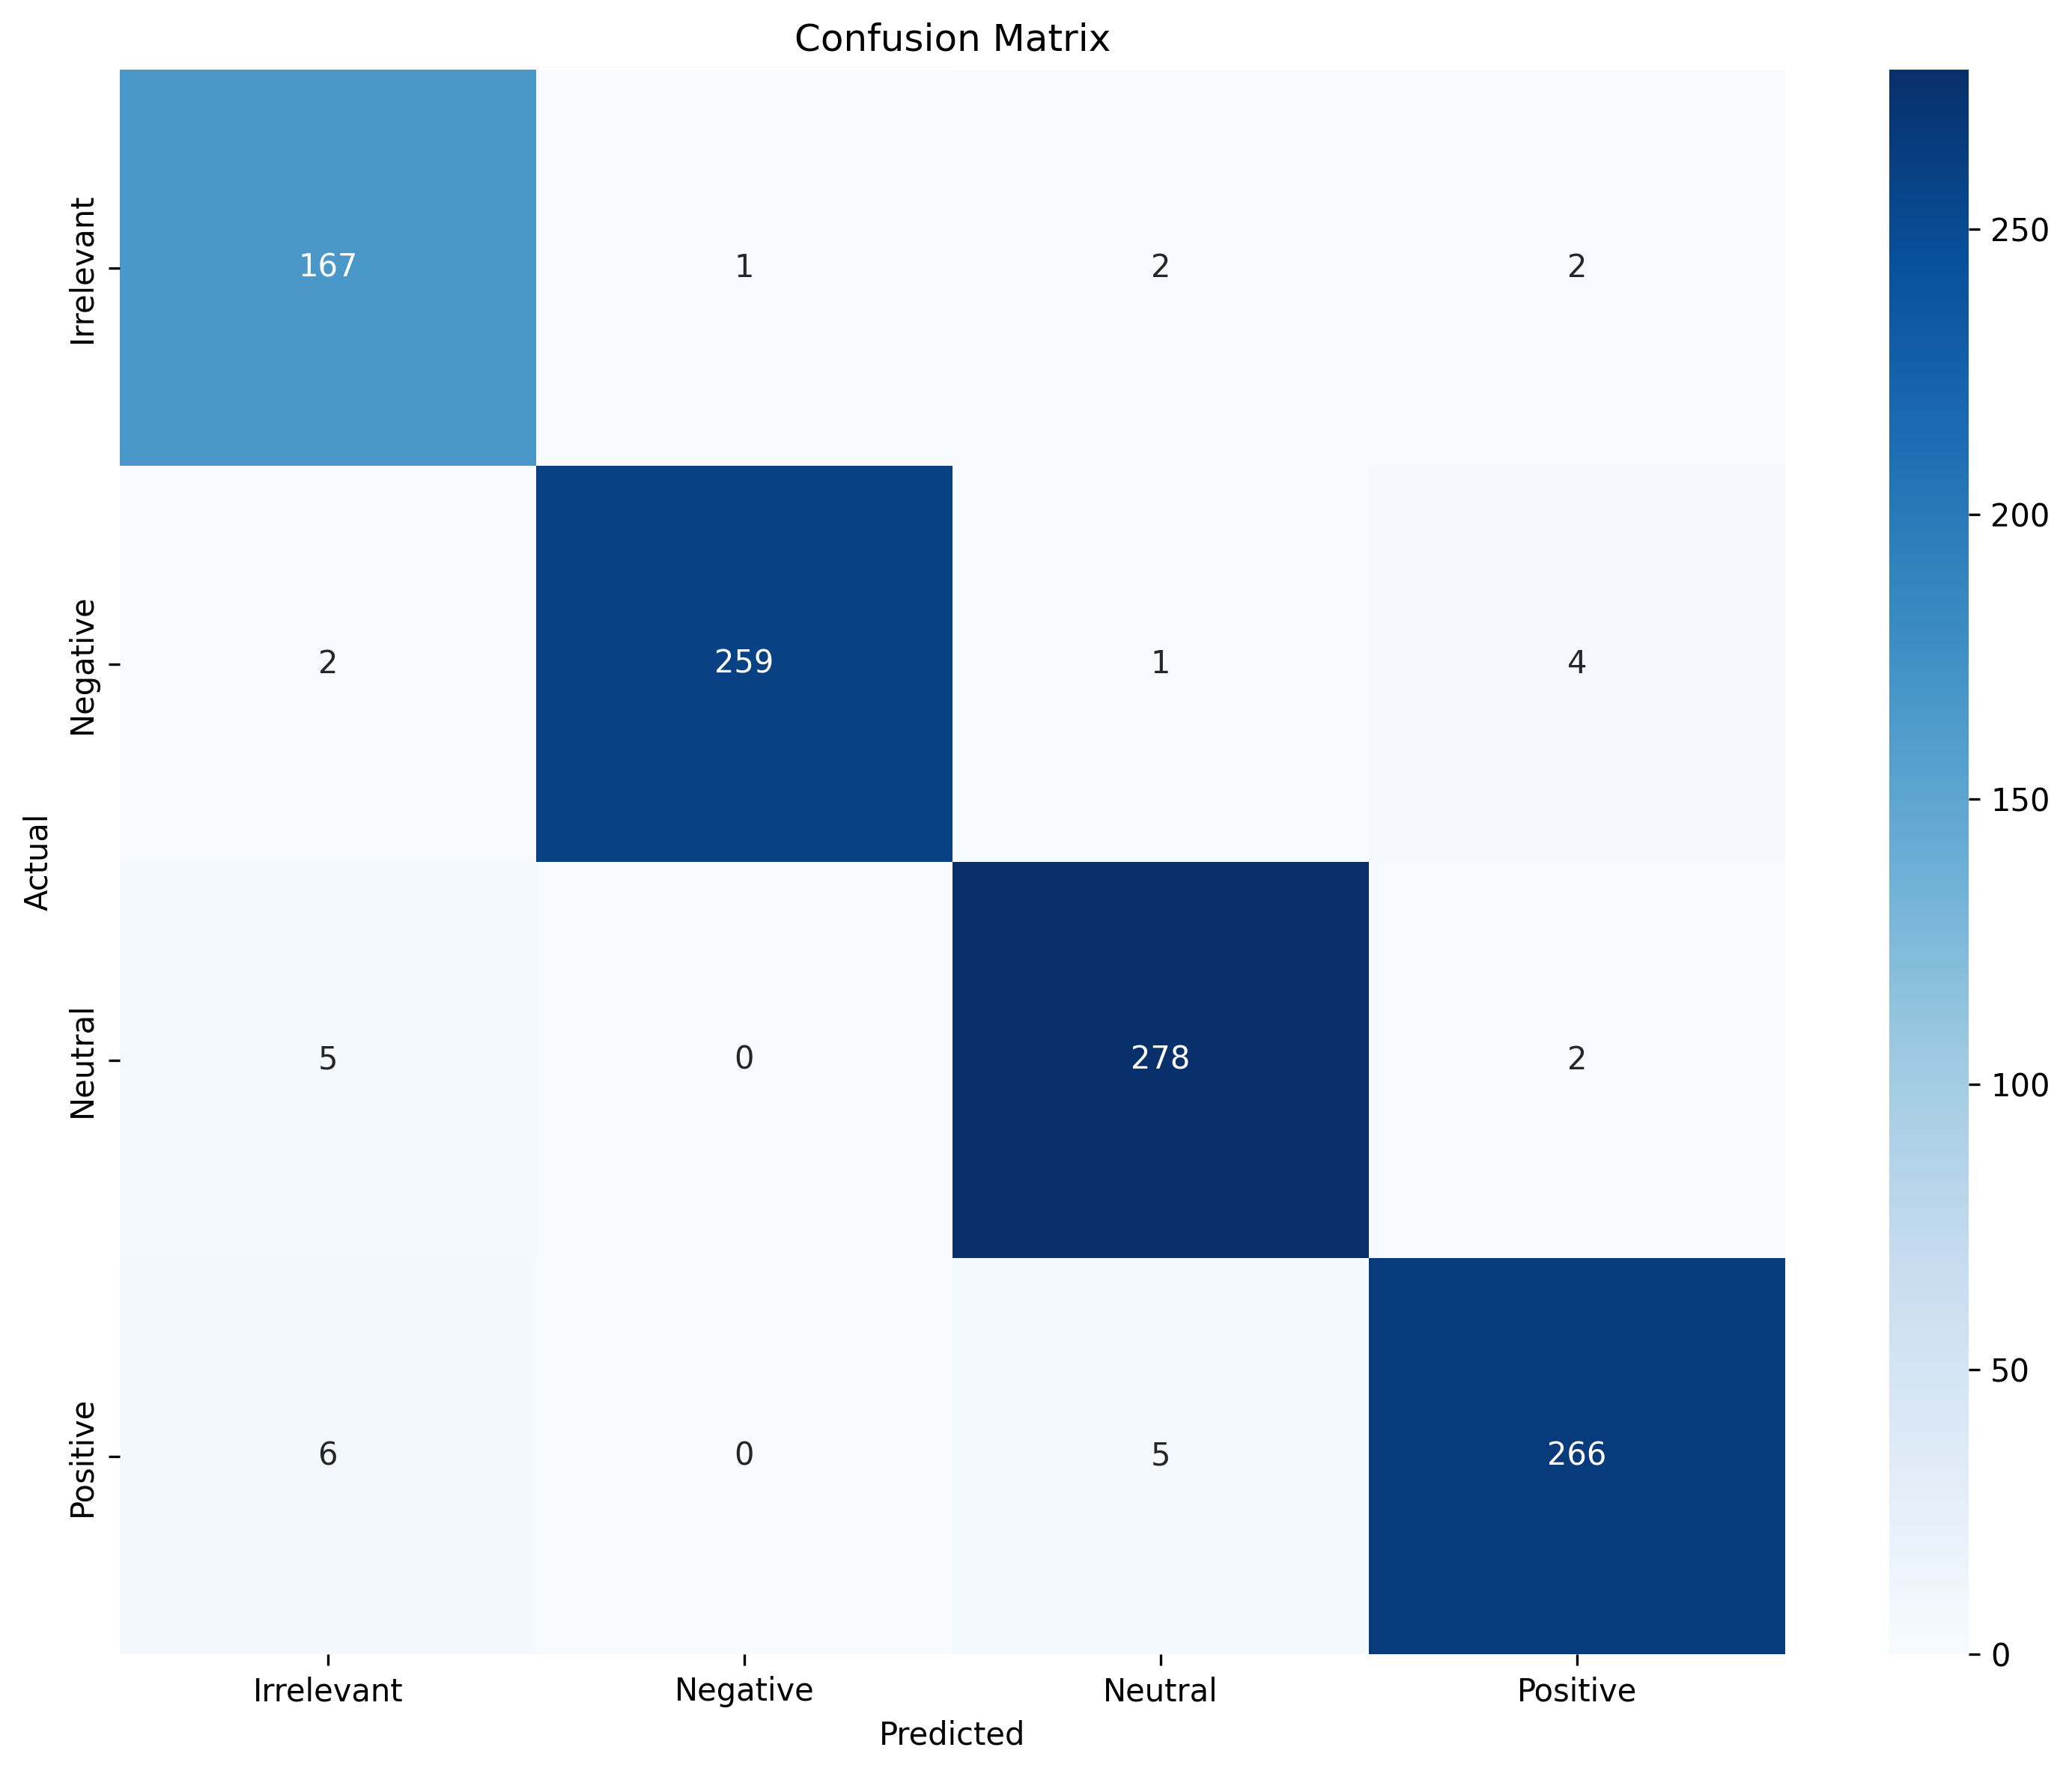 Confusion Matrix
Actual
Irrelevant 167 1 2 2
Negative 2 259 1 4
Neutral 5 0 278 2
Positive 6 0 5 266
Irrelevant Negative Neutral Positive
Predicted
250
200
150
100
50
0